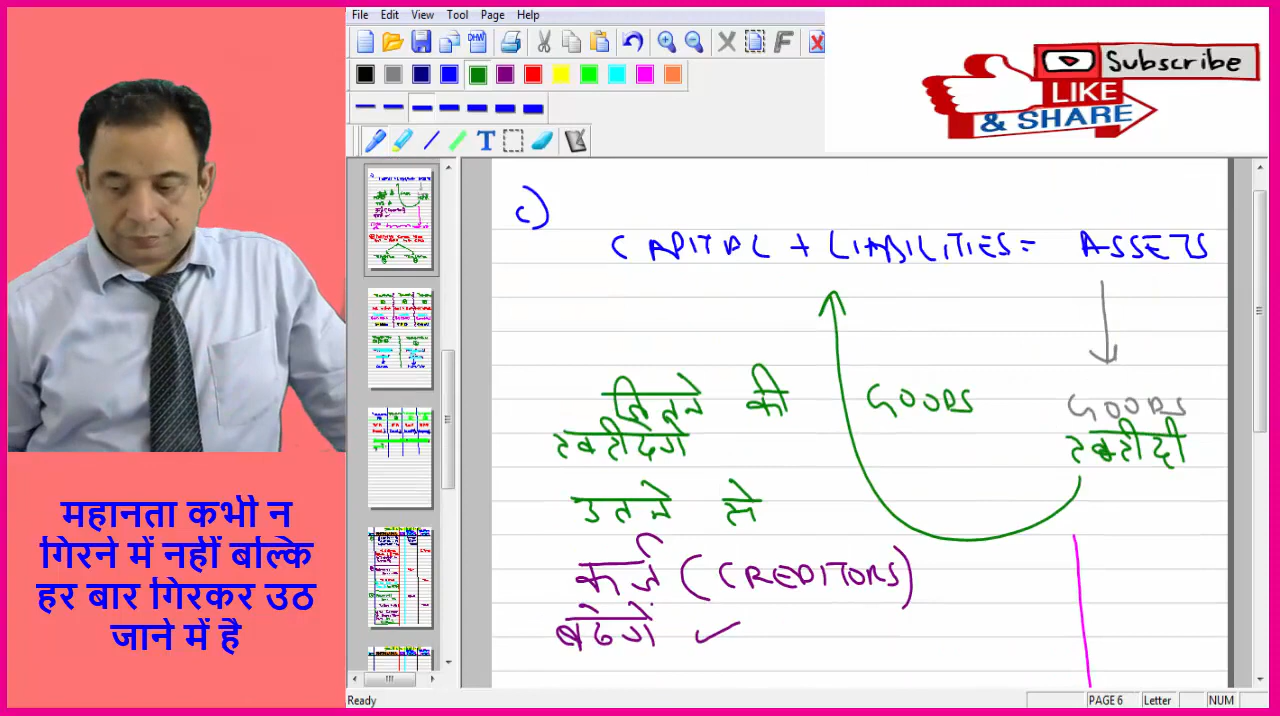 File Edit View Tool Page Help
Subscribe
LIKE
& SHARE
c)
CAPITAL + LIABILITIES = ASSETS
जितने की GOODS GOODS
खरीदेंगे खरीदी
उतने से
कर्ज (CREDITORS)
बढेंगे
महानता कभी न
गिरने में नहीं बल्कि
हर बार गिरकर उठ
जाने में है
Ready PAGE 6 Letter NUM